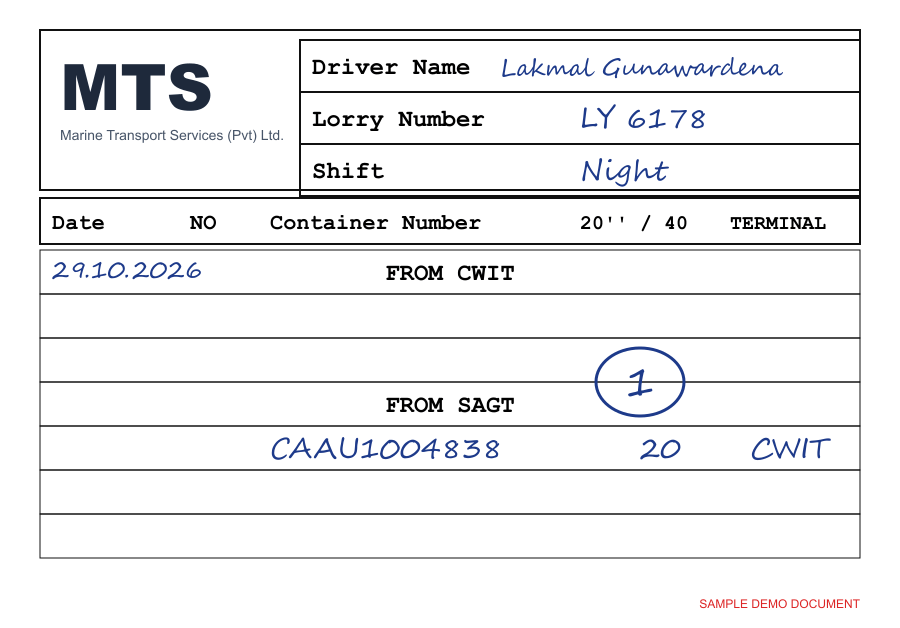 MTS
Marine Transport Services (Pvt) Ltd.
Driver Name Lakmal Gunawardena
Lorry Number LY 6178
Shift Night
Date NO Container Number 20'' / 40 TERMINAL
29.10.2026 FROM CWIT
1
FROM SAGT
CAAU1004838 20 CWIT
SAMPLE DEMO DOCUMENT